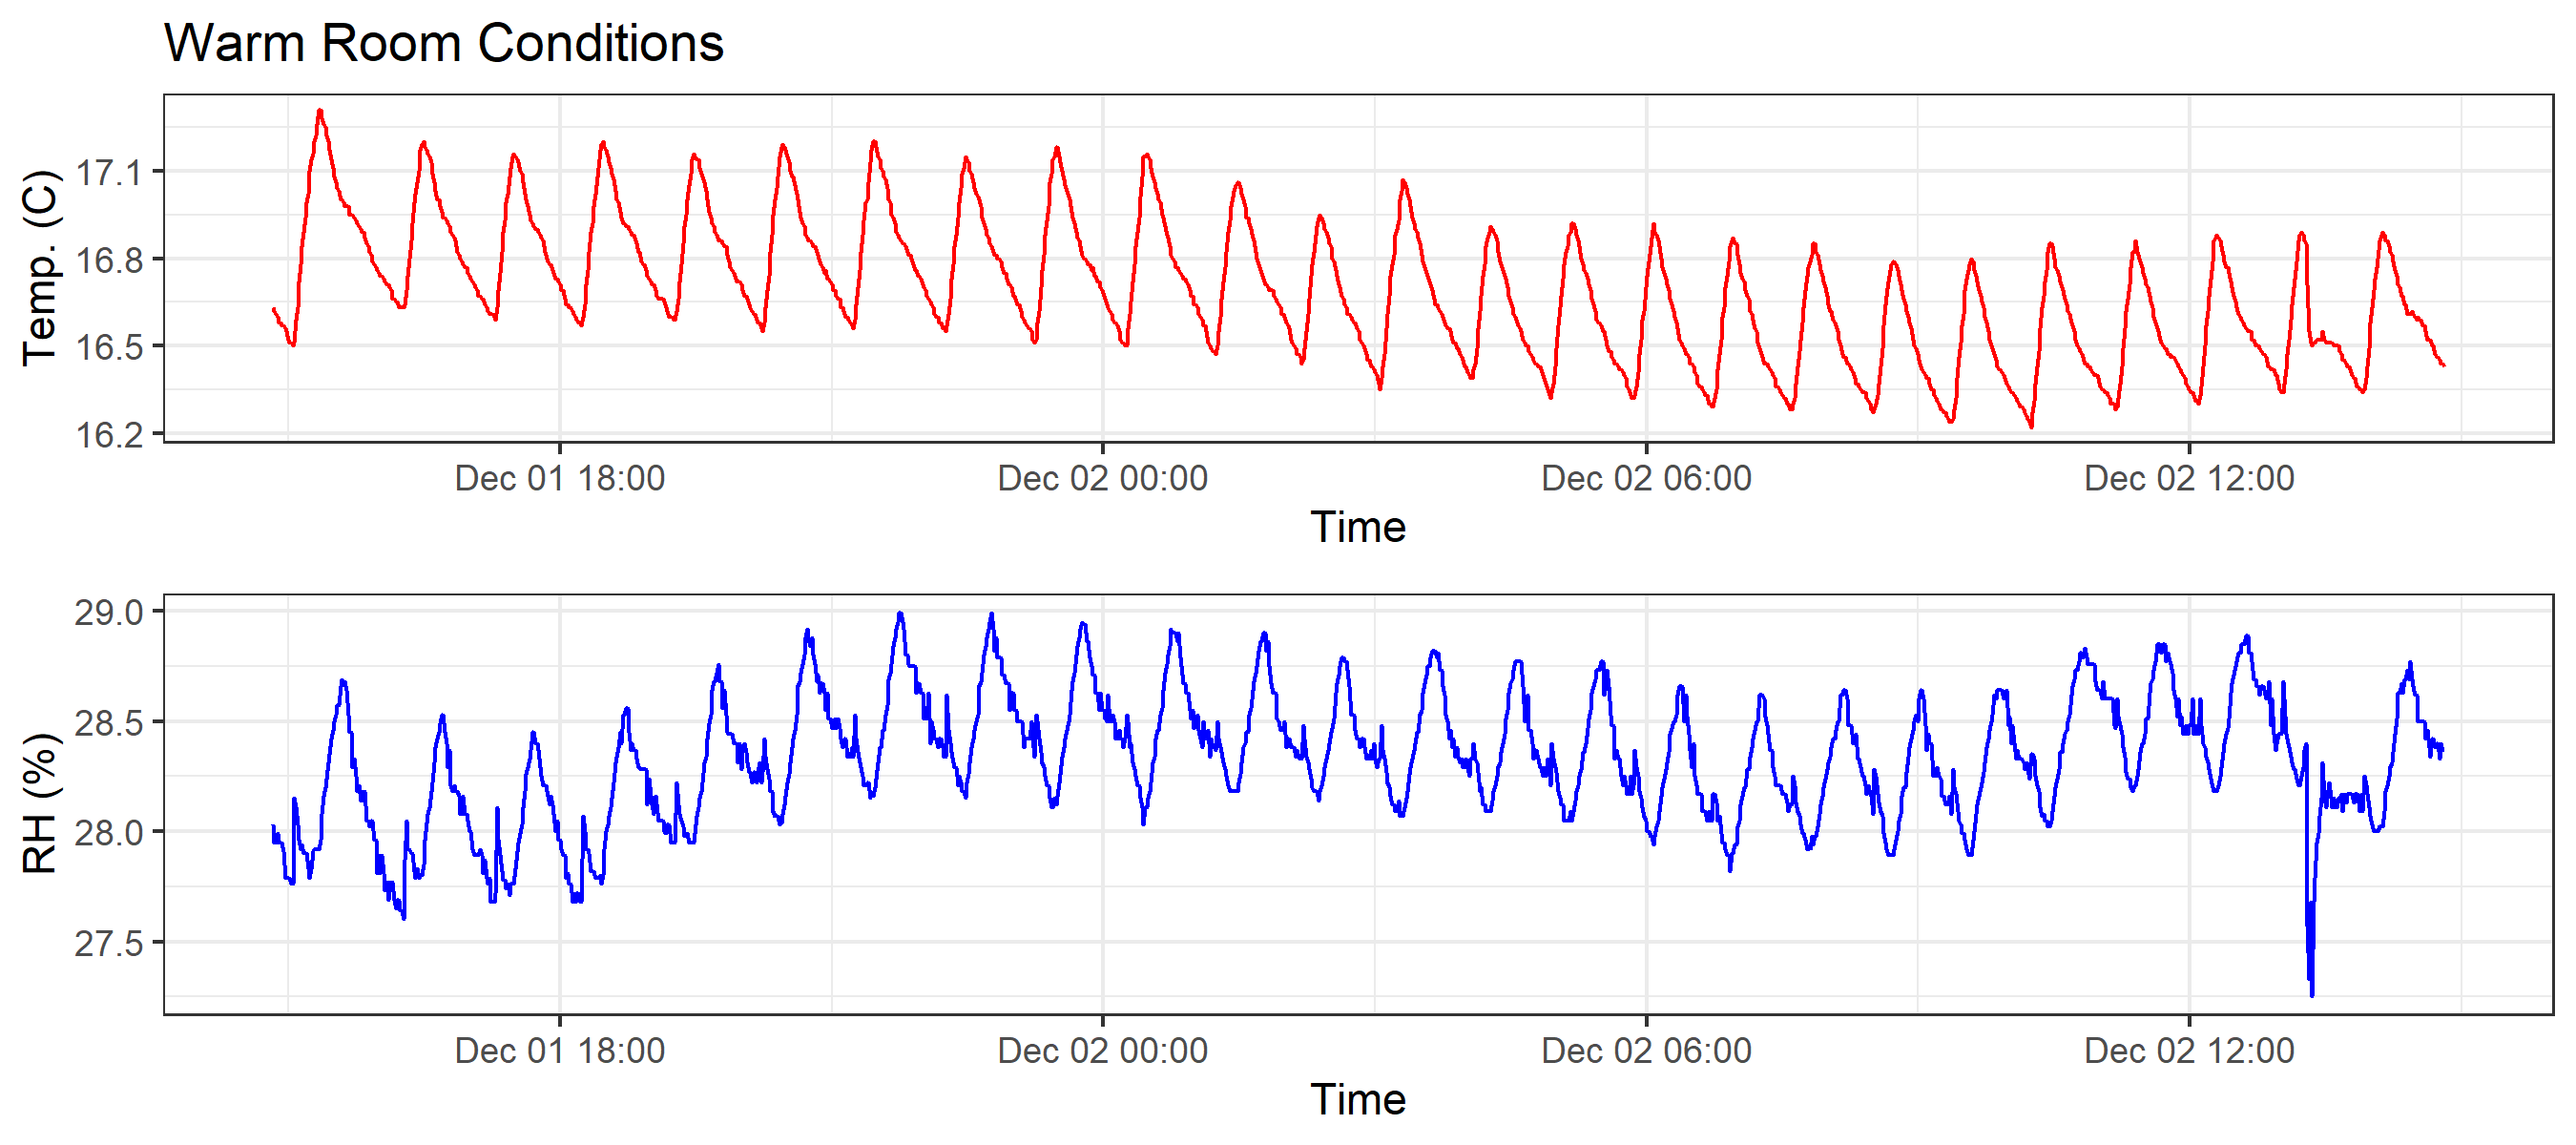 Warm Room Conditions
Temp. (C)
17.1
16.8
16.5
16.2
Dec 01 18:00 Dec 02 00:00 Dec 02 06:00 Dec 02 12:00
Time
RH (%)
29.0
28.5
28.0
27.5
Dec 01 18:00 Dec 02 00:00 Dec 02 06:00 Dec 02 12:00
Time